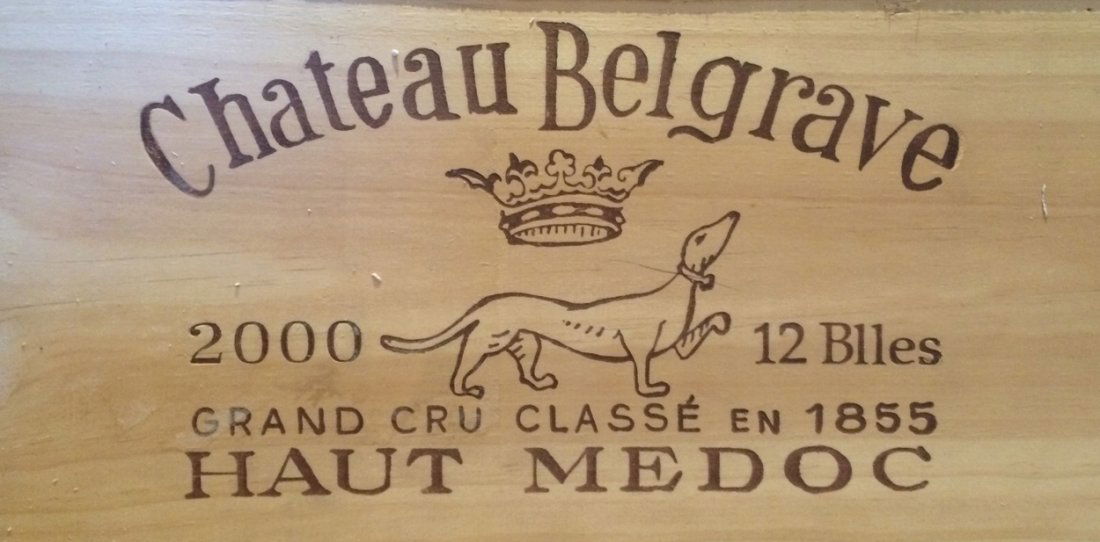 Chateau Belgrave
2000 12 Blles
GRAND CRU CLASSÉ EN 1855
HAUT MEDOC